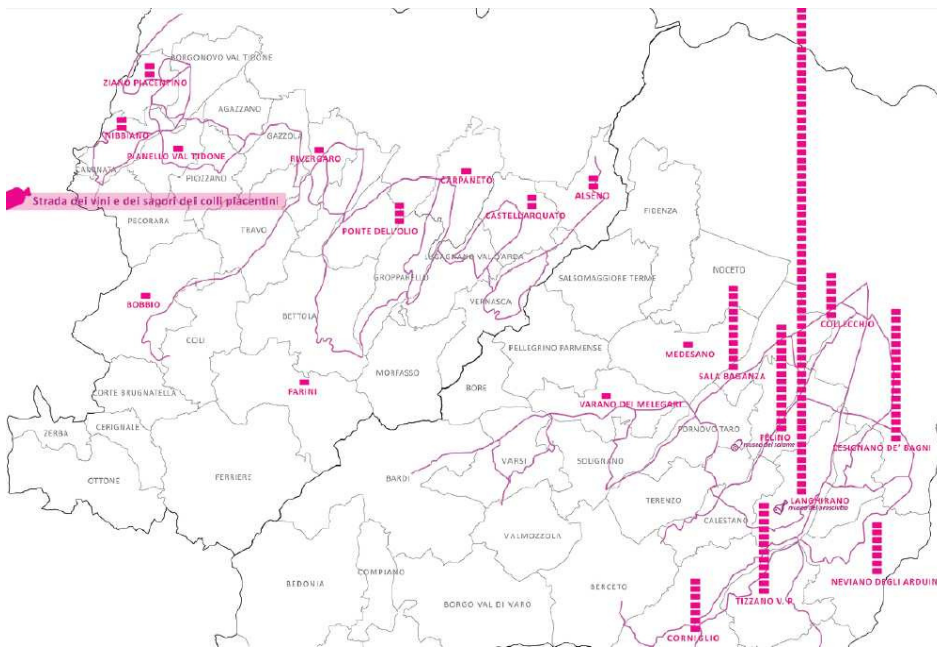 BORGONOVO VAL TIDONE
ZIANO PIACENTINO
AGAZZANO
NIBBIANO
GAZZOLA
PIANELLO VAL TIDONE
RIVERGARO
CAMINATA
PIOZZANO
CARPANETO
ALSENO
Strada dei vini e dei sapori dei colli piacentini
CASTELL'ARQUATO
FIDENZA
PECORARA
TRAVO
PONTE DELL'OLIO
LUGAGNANO VAL D'ARDA
GROPPARELLO
SALSOMAGGIORE TERME
NOCETO
BOBBIO
VERNASCA
BETTOLA
COLLECCHIO
COLI
PELLEGRINO PARMENSE
MEDESANO
MORFASSO
SALA BAGANZA
BORE
FARINI
CORTE BRUGNATELLA
VARANO DEI MELEGARI
CERIGNALE
ZERBA
FORNOVO TARO
FELINO
museo del salame
LESIGNANO DE' BAGNI
VARSI
SOLIGNANO
OTTONE
FERRIERE
BARDI
TERENZO
LANGHIRANO
museo del prosciutto
CALESTANO
VALMOZZOLA
BEDONIA
COMPIANO
BERCETO
NEVIANO DEGLI ARDUIN
BORGO VAL DI VARO
TIZZANO V. P.
CORNIGLIO